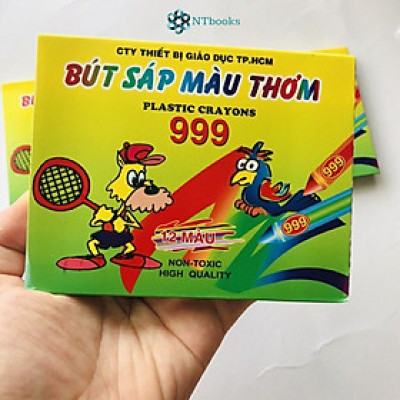 NTbooks
CTY THIẾT BỊ GIÁO DỤC TP.HCM
BÚT SÁP MÀU THƠM
PLASTIC CRAYONS
999
999
999
12 MÀU
NON-TOXIC
HIGH QUALITY